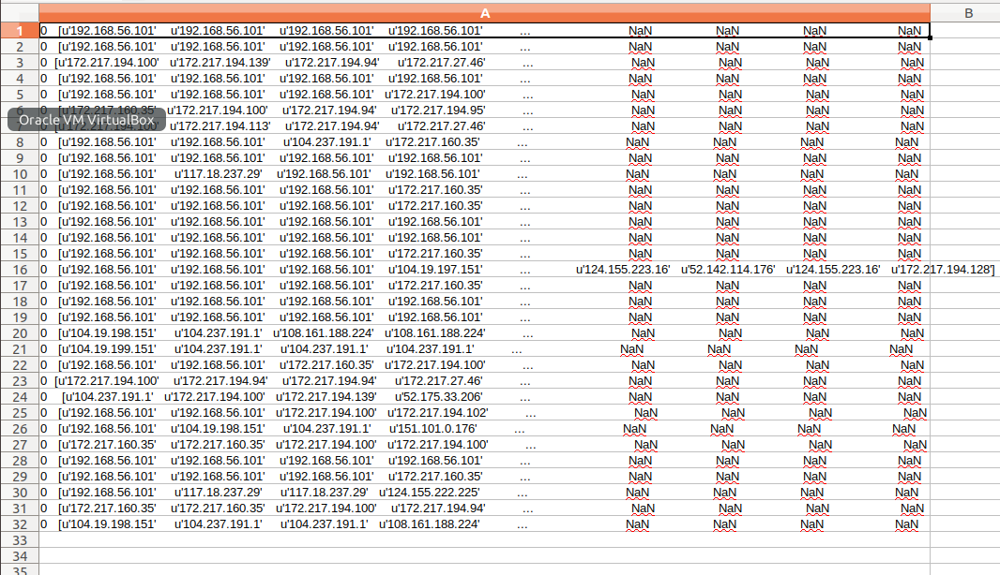 A B
1 0 [u'192.168.56.101' u'192.168.56.101' u'192.168.56.101' u'192.168.56.101' ... NaN NaN NaN NaN
2 0 [u'192.168.56.101' u'192.168.56.101' u'192.168.56.101' u'192.168.56.101' ... NaN NaN NaN NaN
3 0 [u'172.217.194.100' u'172.217.194.139' u'172.217.194.94' u'172.217.27.46' ... NaN NaN NaN NaN
4 0 [u'192.168.56.101' u'192.168.56.101' u'192.168.56.101' u'192.168.56.101' ... NaN NaN NaN NaN
5 0 [u'192.168.56.101' u'192.168.56.101' u'192.168.56.101' u'172.217.194.100' ... NaN NaN NaN NaN
6 0 [u'172.217.160.35' u'172.217.194.100' u'172.217.194.94' u'172.217.194.95' ... NaN NaN NaN NaN
Oracle VM VirtualBox
7 0 [u'172.217.194.100' u'172.217.194.113' u'172.217.194.94' u'172.217.27.46' ... NaN NaN NaN NaN
8 0 [u'192.168.56.101' u'192.168.56.101' u'104.237.191.1' u'172.217.160.35' ... NaN NaN NaN NaN
9 0 [u'192.168.56.101' u'192.168.56.101' u'192.168.56.101' u'192.168.56.101' ... NaN NaN NaN NaN
10 0 [u'192.168.56.101' u'117.18.237.29' u'192.168.56.101' u'192.168.56.101' ... NaN NaN NaN NaN
11 0 [u'192.168.56.101' u'192.168.56.101' u'192.168.56.101' u'172.217.160.35' ... NaN NaN NaN NaN
12 0 [u'192.168.56.101' u'192.168.56.101' u'192.168.56.101' u'172.217.160.35' ... NaN NaN NaN NaN
13 0 [u'192.168.56.101' u'192.168.56.101' u'192.168.56.101' u'192.168.56.101' ... NaN NaN NaN NaN
14 0 [u'192.168.56.101' u'192.168.56.101' u'192.168.56.101' u'192.168.56.101' ... NaN NaN NaN NaN
15 0 [u'192.168.56.101' u'192.168.56.101' u'192.168.56.101' u'172.217.160.35' ... NaN NaN NaN NaN
16 0 [u'192.168.56.101' u'192.168.56.101' u'192.168.56.101' u'104.19.197.151' ... u'124.155.223.16' u'52.142.114.176' u'124.155.223.16' u'172.217.194.128']
17 0 [u'192.168.56.101' u'192.168.56.101' u'192.168.56.101' u'172.217.160.35' ... NaN NaN NaN NaN
18 0 [u'192.168.56.101' u'192.168.56.101' u'192.168.56.101' u'192.168.56.101' ... NaN NaN NaN NaN
19 0 [u'192.168.56.101' u'192.168.56.101' u'192.168.56.101' u'192.168.56.101' ... NaN NaN NaN NaN
20 0 [u'104.19.198.151' u'104.237.191.1' u'108.161.188.224' u'108.161.188.224' ... NaN NaN NaN NaN
21 0 [u'104.19.199.151' u'104.237.191.1' u'104.237.191.1' u'104.237.191.1' ... NaN NaN NaN NaN
22 0 [u'192.168.56.101' u'192.168.56.101' u'172.217.160.35' u'172.217.194.100' ... NaN NaN NaN NaN
23 0 [u'172.217.194.100' u'172.217.194.94' u'172.217.194.94' u'172.217.27.46' ... NaN NaN NaN NaN
24 0 [u'104.237.191.1' u'172.217.194.100' u'172.217.194.139' u'52.175.33.206' ... NaN NaN NaN NaN
25 0 [u'192.168.56.101' u'192.168.56.101' u'172.217.194.100' u'172.217.194.102' ... NaN NaN NaN NaN
26 0 [u'192.168.56.101' u'104.19.198.151' u'104.237.191.1' u'151.101.0.176' ... NaN NaN NaN NaN
27 0 [u'172.217.160.35' u'172.217.160.35' u'172.217.194.100' u'172.217.194.100' ... NaN NaN NaN NaN
28 0 [u'192.168.56.101' u'192.168.56.101' u'192.168.56.101' u'192.168.56.101' ... NaN NaN NaN NaN
29 0 [u'192.168.56.101' u'192.168.56.101' u'192.168.56.101' u'172.217.160.35' ... NaN NaN NaN NaN
30 0 [u'192.168.56.101' u'117.18.237.29' u'117.18.237.29' u'124.155.222.225' ... NaN NaN NaN NaN
31 0 [u'172.217.160.35' u'172.217.160.35' u'172.217.194.100' u'172.217.194.94' ... NaN NaN NaN NaN
32 0 [u'104.19.198.151' u'104.237.191.1' u'104.237.191.1' u'108.161.188.224' ... NaN NaN NaN NaN
33
34
35